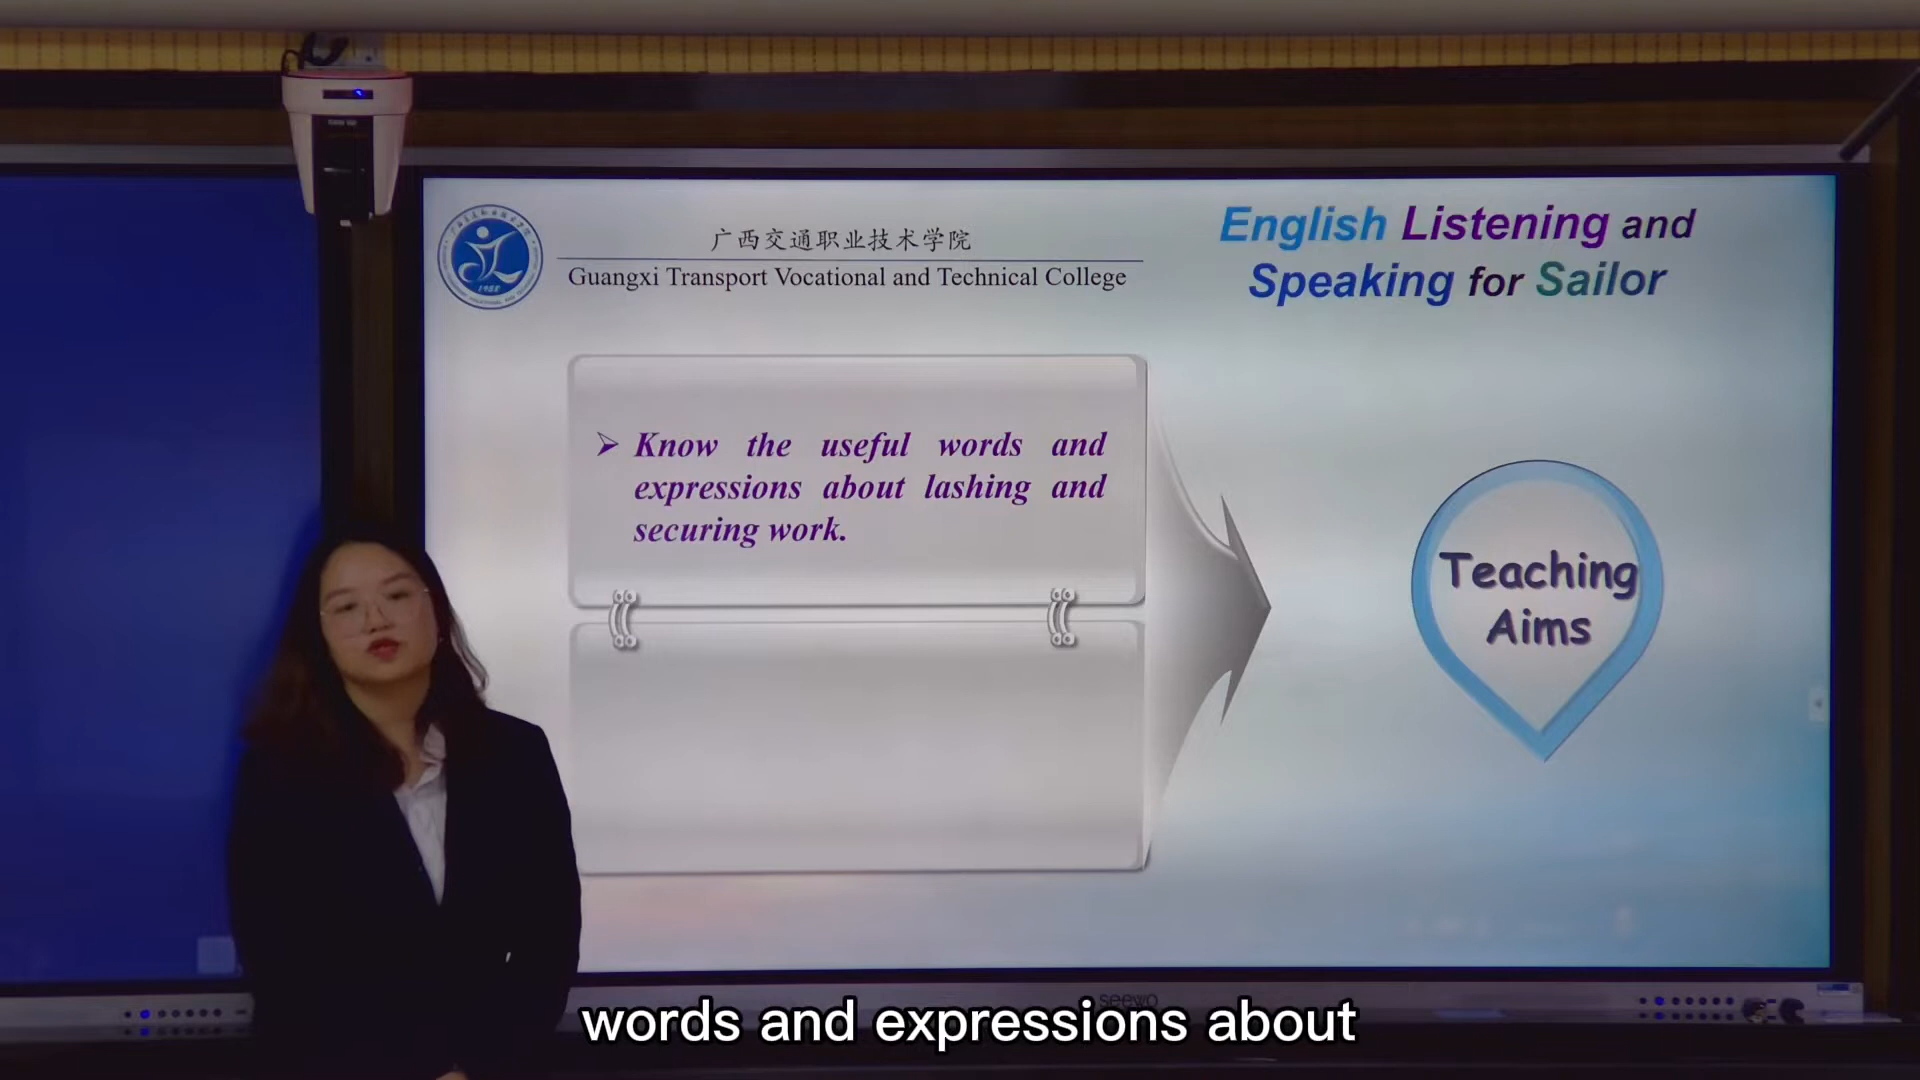 广西交通职业技术学院
Guangxi Transport Vocational and Technical College
English Listening and
Speaking for Sailor
➢ Know the useful words and
expressions about lashing and
securing work.
Teaching
Aims
1988
seewo
words and expressions about